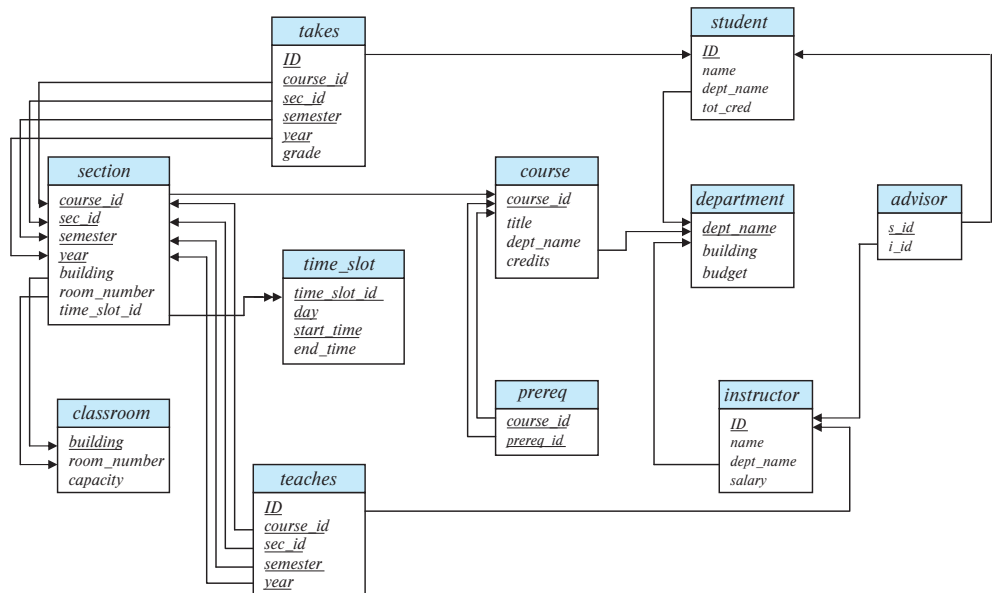 takes
ID
course_id
sec_id
semester
year
grade
student
ID
name
dept_name
tot_cred
section
course_id
sec_id
semester
year
building
room_number
time_slot_id
course
course_id
title
dept_name
credits
department
dept_name
building
budget
advisor
s_id
i_id
time_slot
time_slot_id
day
start_time
end_time
prereq
course_id
prereq_id
instructor
ID
name
dept_name
salary
classroom
building
room_number
capacity
teaches
ID
course_id
sec_id
semester
year